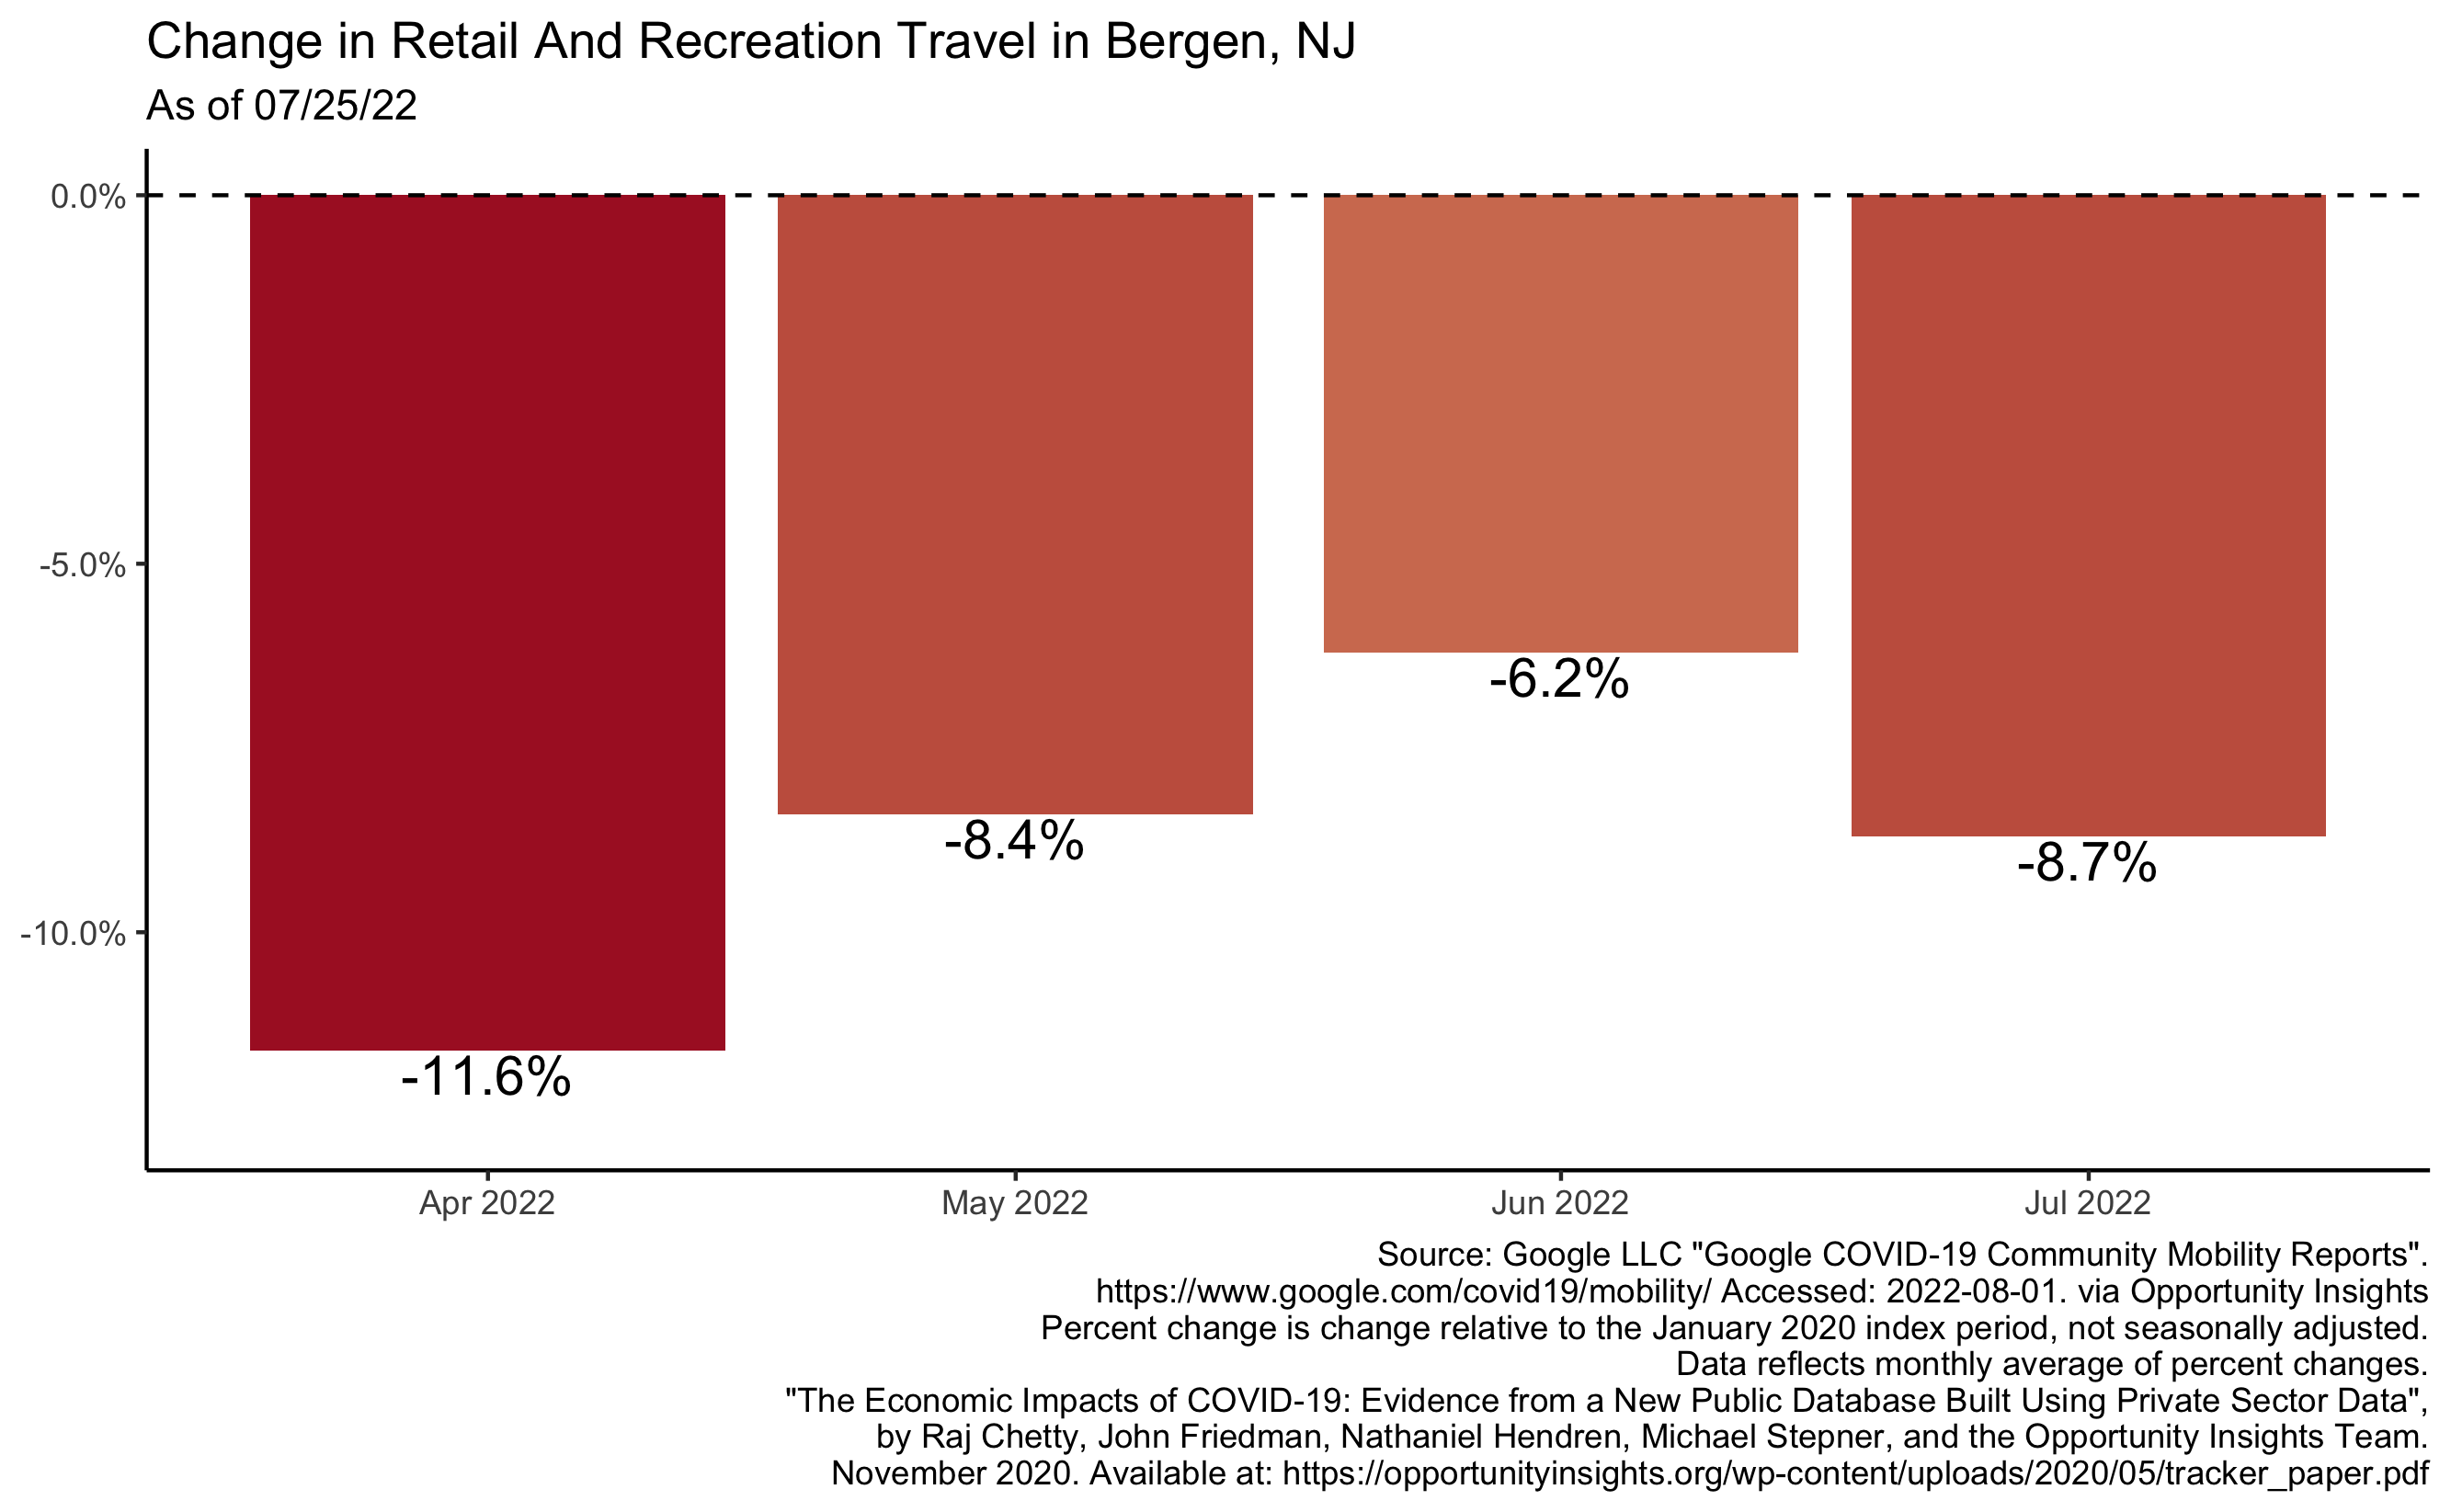 Change in Retail And Recreation Travel in Bergen, NJ
As of 07/25/22
0.0%
-5.0%
-10.0%
-11.6%
-8.4%
-6.2%
-8.7%
Apr 2022
May 2022
Jun 2022
Jul 2022
Source: Google LLC "Google COVID-19 Community Mobility Reports".
https://www.google.com/covid19/mobility/ Accessed: 2022-08-01. via Opportunity Insights
Percent change is change relative to the January 2020 index period, not seasonally adjusted.
Data reflects monthly average of percent changes.
"The Economic Impacts of COVID-19: Evidence from a New Public Database Built Using Private Sector Data",
by Raj Chetty, John Friedman, Nathaniel Hendren, Michael Stepner, and the Opportunity Insights Team.
November 2020. Available at: https://opportunityinsights.org/wp-content/uploads/2020/05/tracker_paper.pdf